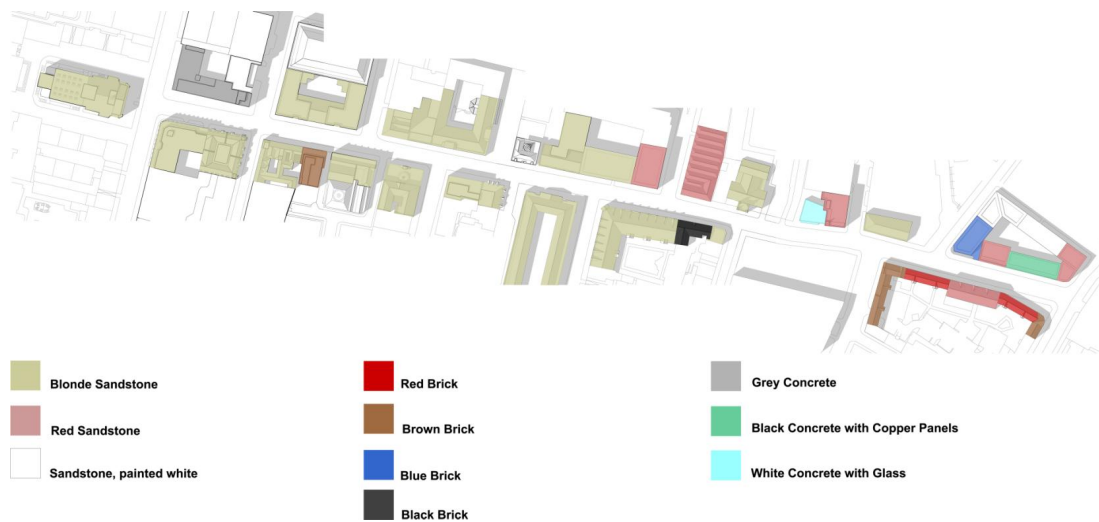 Blonde Sandstone
Red Sandstone
Sandstone, painted white
Red Brick
Brown Brick
Blue Brick
Black Brick
Grey Concrete
Black Concrete with Copper Panels
White Concrete with Glass